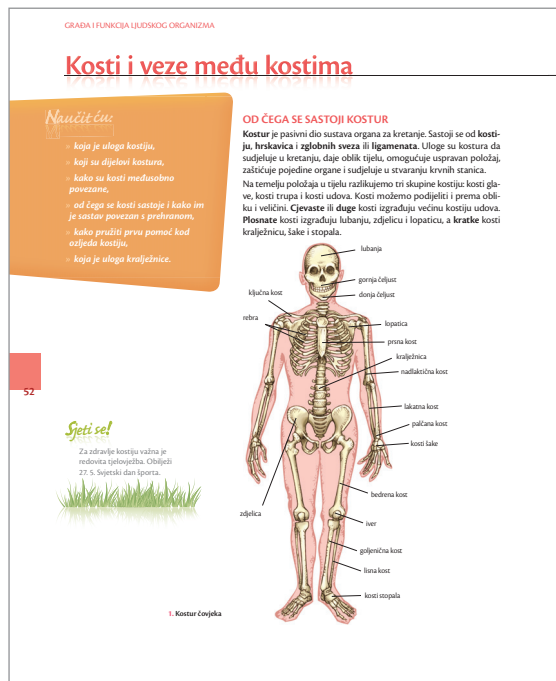 GRAĐA I FUNKCIJA LJUDSKOG ORGANIZMA
Kosti i veze među kostima
Naučit ću:
koja je uloga kostiju,
koji su dijelovi kostura,
kako su kosti međusobno
povezane,
od čega se kosti sastoje i kako im
je sastav povezan s prehranom,
kako pružiti prvu pomoć kod
ozljeda kostiju,
koja je uloga kralježnice.
OD ČEGA SE SASTOJI KOSTUR
Kostur je pasivni dio sustava organa za kretanje. Sastoji se od kosti-
ju, hrskavica i zglobnih sveza ili ligamenata. Uloge su kostura da
sudjeluje u kretanju, daje oblik tijelu, omogućuje uspravan položaj,
zaštićuje pojedine organe i sudjeluje u stvaranju krvnih stanica.
Na temelju položaja u tijelu razlikujemo tri skupine kostiju: kosti gla-
ve, kosti trupa i kosti udova. Kosti možemo podijeliti i prema obli-
ku i veličini. Cjevaste ili duge kosti izgrađuju većinu kostiju udova.
Plosnate kosti izgrađuju lubanju, zdjelicu i lopaticu, a kratke kosti
kralježnicu, šake i stopala.
lubanja
gornja čeljust
donja čeljust
ključna kost
rebra
lopatica
prsna kost
kralježnica
nadlaktična kost
lakatna kost
palčana kost
kosti šake
bedrena kost
zdjelica
iver
goljenična kost
lisna kost
kosti stopala
52
Sjeti se!
Za zdravlje kostiju važna je
redovita tjelovježba. Obilježi
27. 5. Svjetski dan športa.
1. Kostur čovjeka